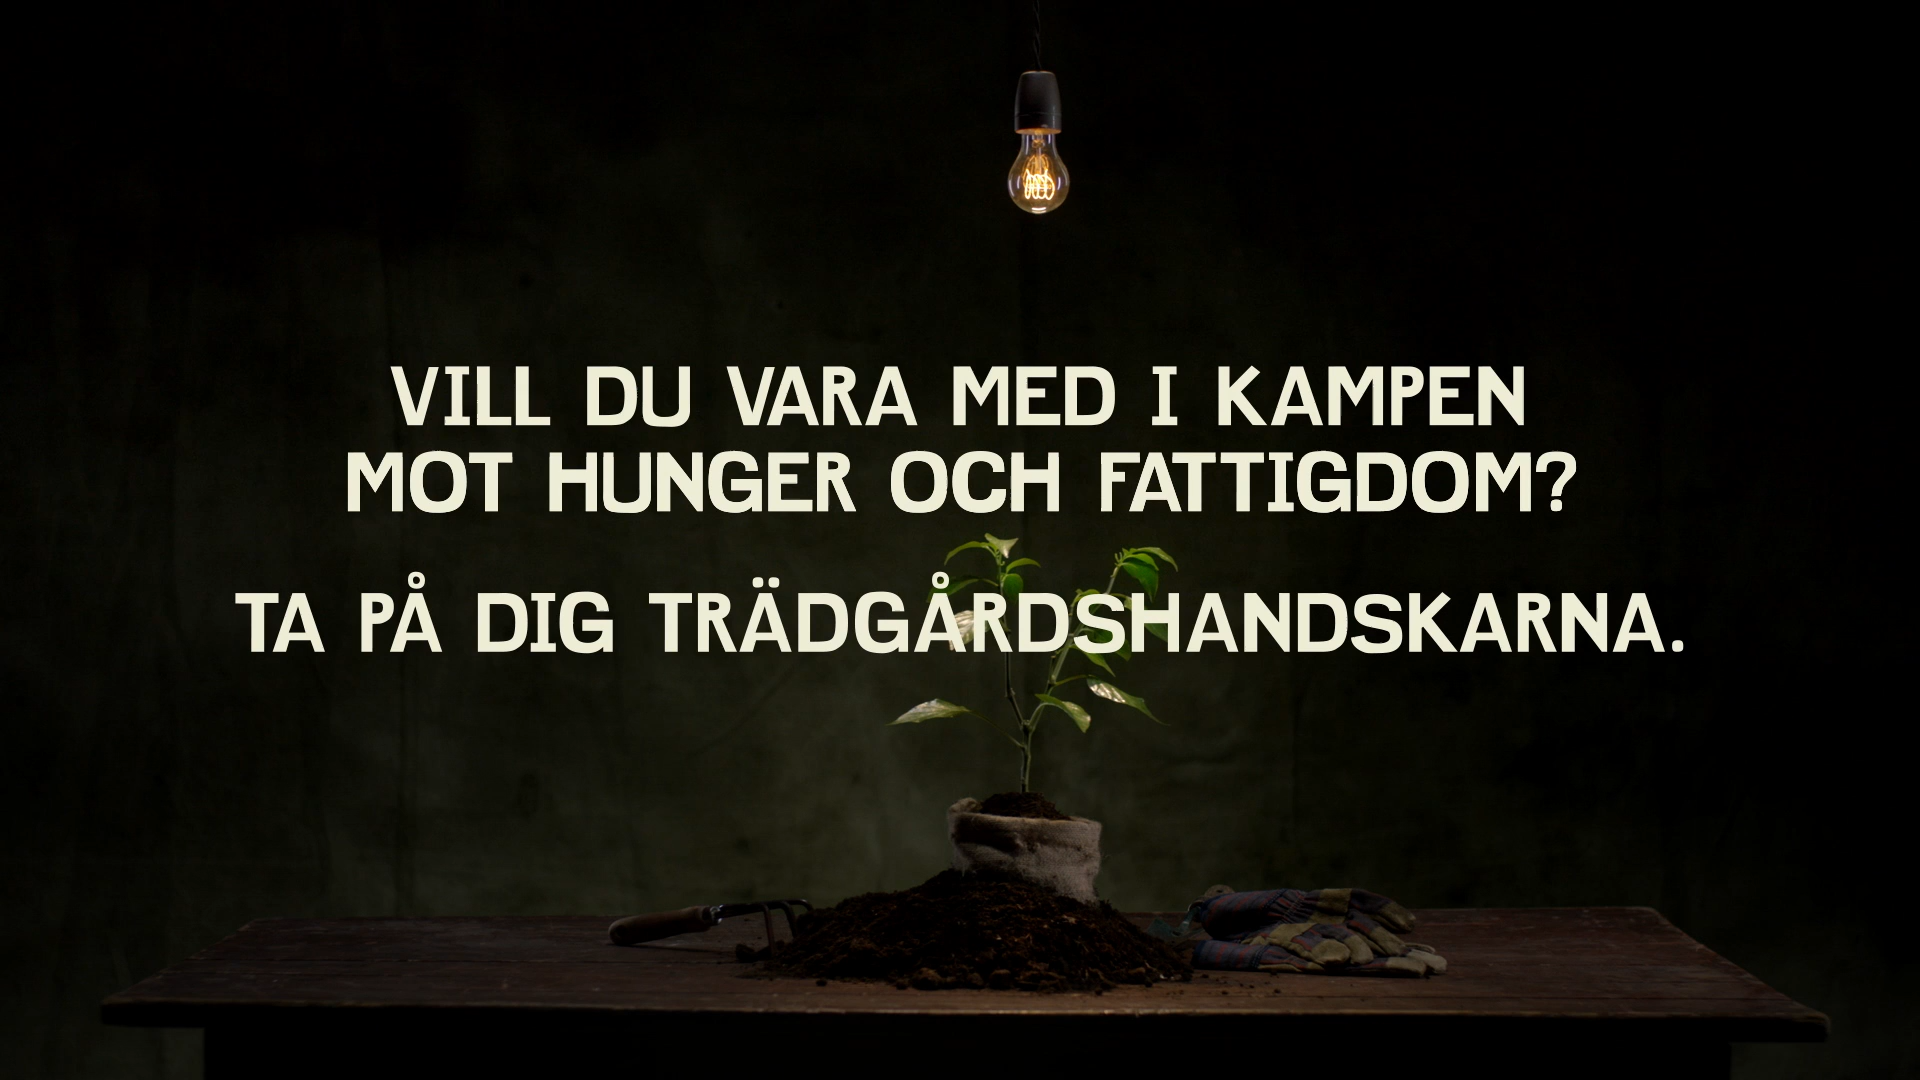 VILL DU VARA MED I KAMPEN
MOT HUNGER OCH FATTIGDOM?
TA PÅ DIG TRÄDGÅRDSHANDSKARNA.